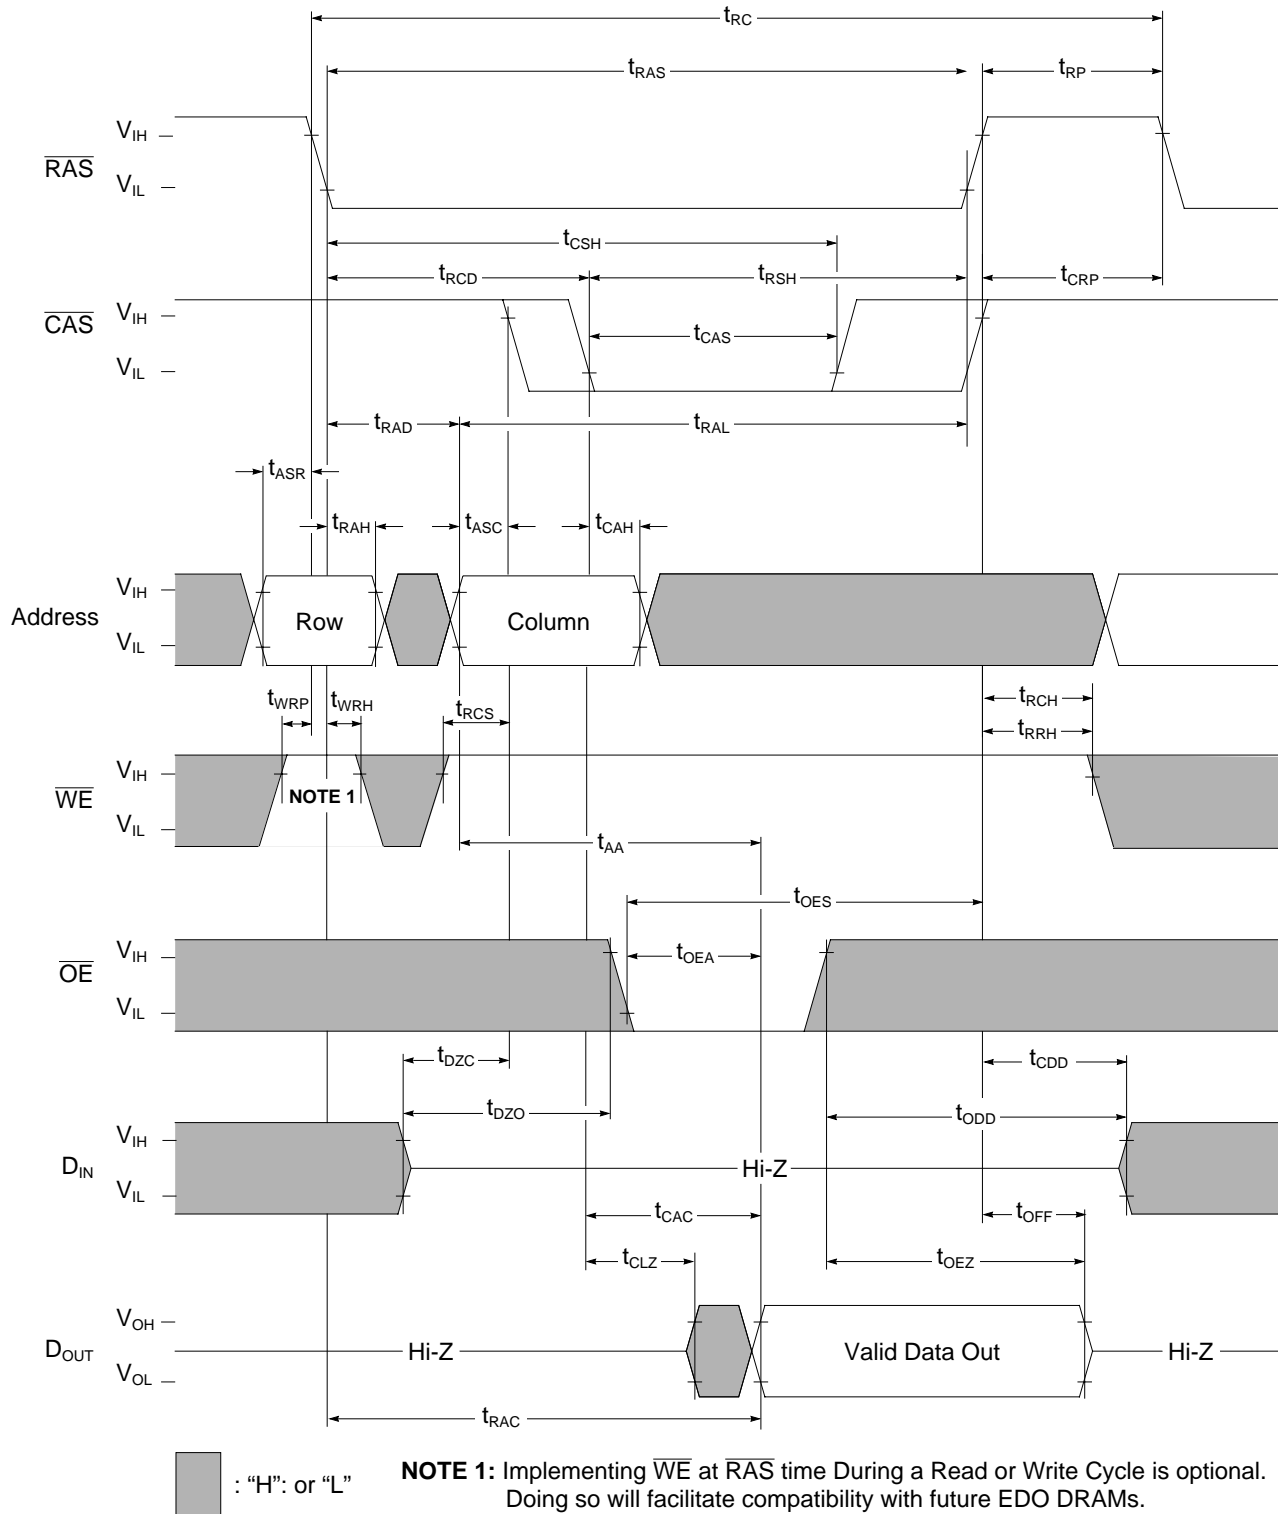 tRC
tRAS tRP
VIH
RAS
VIL
tCSH
tRCD tRSH tCRP
VIH
CAS
tCAS
VIL
tRAD tRAL
tASR
tRAH tASC tCAH
VIH
Address Row Column
VIL
tWRP tWRH tRCS tRCH
tRRH
VIH
WE NOTE 1
VIL
tAA
tOES
VIH
OE tOEA
VIL
tDZC tCDD
tDZO tODD
VIH
DIN Hi-Z
VIL
tCAC tOFF
tCLZ tOEZ
VOH
DOUT Hi-Z Valid Data Out Hi-Z
VOL
tRAC
: “H”: or “L” NOTE 1: Implementing WE at RAS time During a Read or Write Cycle is optional.
Doing so will facilitate compatibility with future EDO DRAMs.